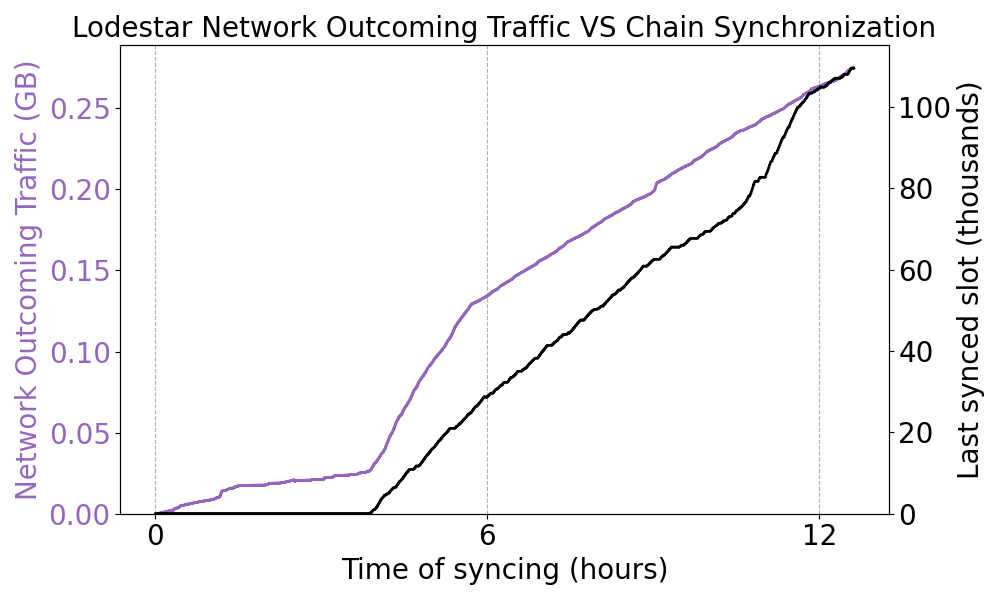 Lodestar Network Outcoming Traffic VS Chain Synchronization
Network Outcoming Traffic (GB)
0.25
0.20
0.15
0.10
0.05
0.00
100
80
60
40
20
0
Last synced slot (thousands)
0 6 12
Time of syncing (hours)